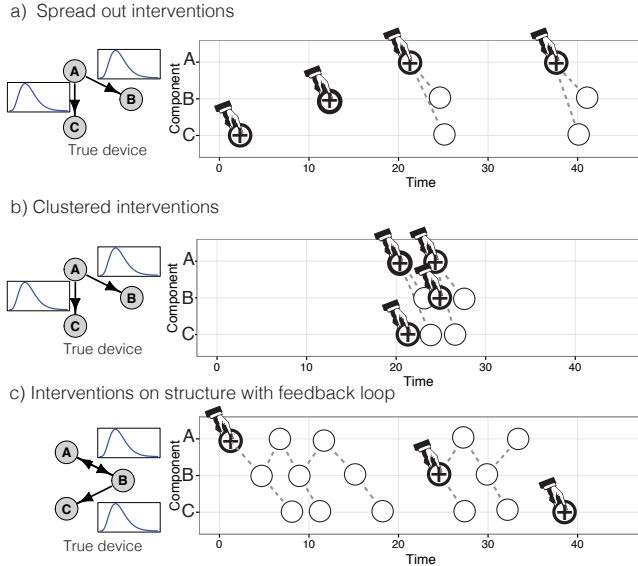 a) Spread out interventions
A
B
C
True device
Component
A
B
C
0 10 20 30 40
Time
b) Clustered interventions
A
B
C
True device
Component
A
B
C
0 10 20 30 40
Time
c) Interventions on structure with feedback loop
A
B
C
True device
Component
A
B
C
0 10 20 30 40
Time